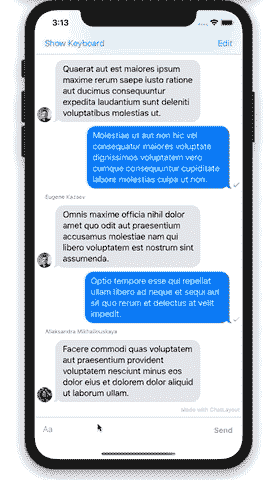 3:13
Show Keyboard Edit
Quaerat aut est maiores ipsum
maxime rerum saepe iusto ratione
aut ducimus consequuntur
expedita laudantium sunt deleniti
voluptatibus molestias ut.
Molestiae ut aut non hic vel
consequatur maiores voluptate
dignissimos voluptatem vero
cumque consequuntur cupiditate
labore molestias culpa ut non.
Eugene Kazaev
Omnis maxime officia nihil dolor
amet quo odit aut praesentium
accusamus molestiae nam qui
libero voluptatem est nostrum sint
assumenda.
Optio tempore esse qui repellat
ullam libero ad neque et sequi aut
sit quo rerum et delectus at velit
impedit.
Aliaksandra Mikhailouskaya
Facere commodi quas voluptatem
aut praesentium provident
voluptatem nesciunt minus eos
dolor eius et dolorem dolor aliquid
ut laborum ullam.
Made with ChatLayout
Aa Send